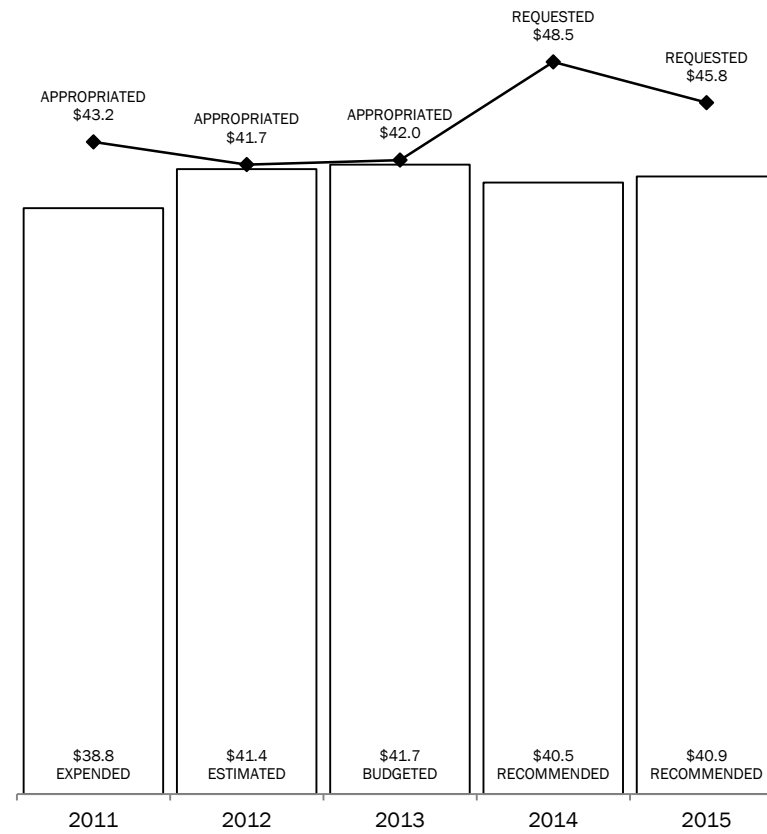 REQUESTED
$48.5
REQUESTED
$45.8
APPROPRIATED
$43.2
APPROPRIATED
$41.7
APPROPRIATED
$42.0
$38.8
EXPENDED
$41.4
ESTIMATED
$41.7
BUDGETED
$40.5
RECOMMENDED
$40.9
RECOMMENDED
2011
2012
2013
2014
2015